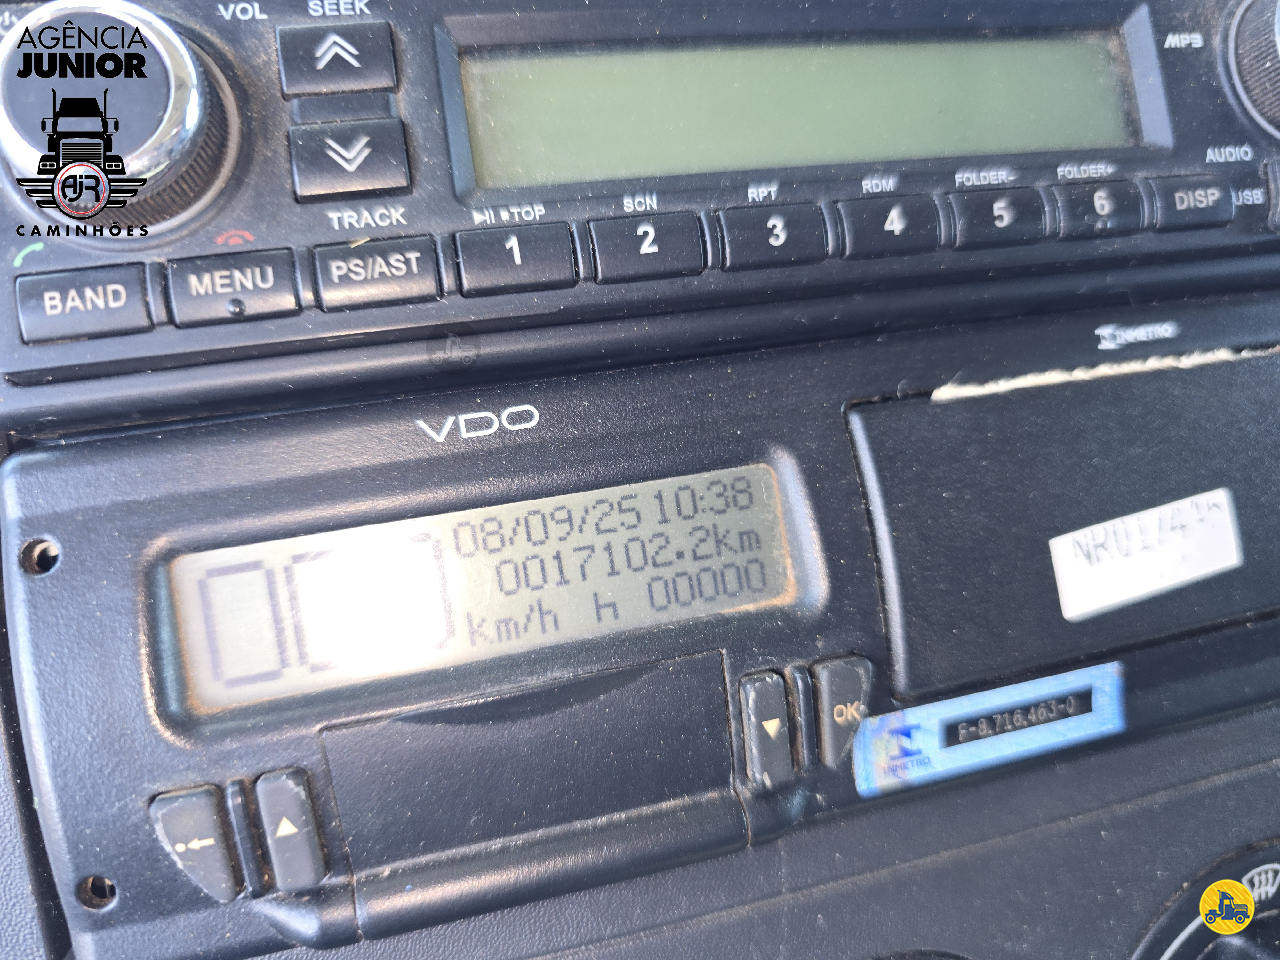 AGÊNCIA
JUNIOR
AJR
CAMINHÕES
VOL
SEEK
MP3
AUDIO
USB
TRACK
TOP
SCN
RPT
RDM
FOLDER-
FOLDER+
BAND
MENU
PS/AST
1
2
3
4
5
6
DISP
INMETRO
VDO
08/09/25 10:38
0017102.2km
km/h h 00000
OK
INMETRO